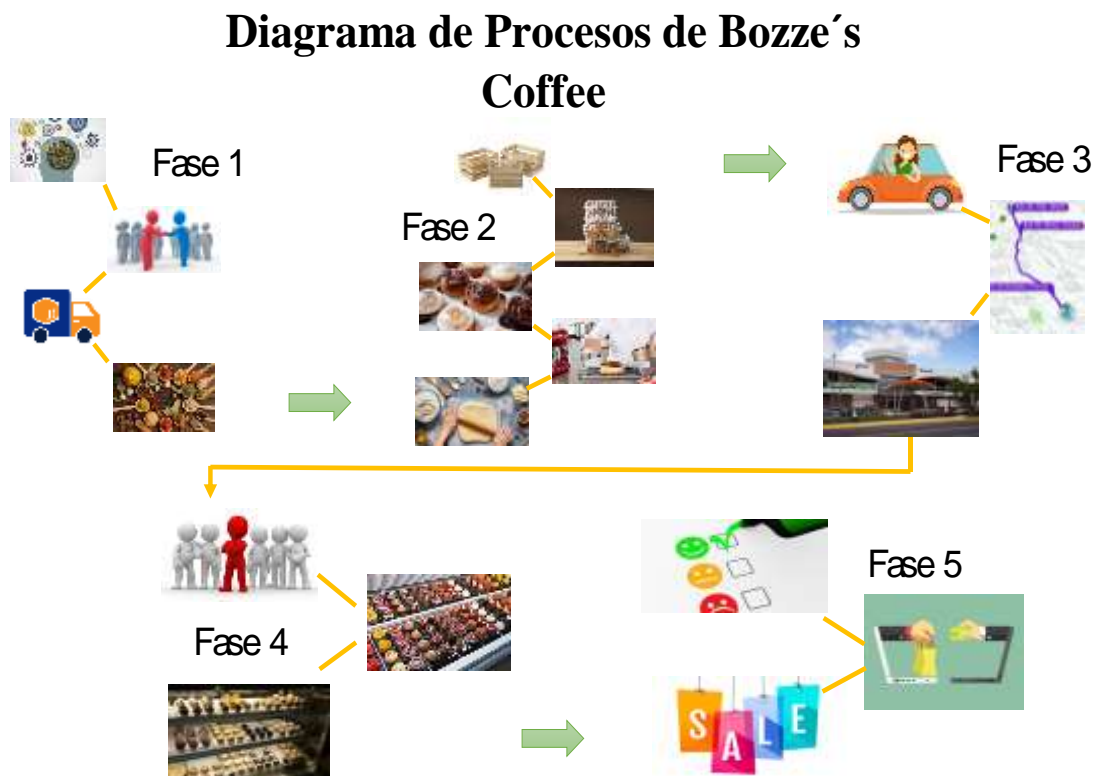 Diagrama de Procesos de Bozze´s
Coffee
Fase 1
Fase 2
Fase 3
Fase 4
Fase 5
SALE